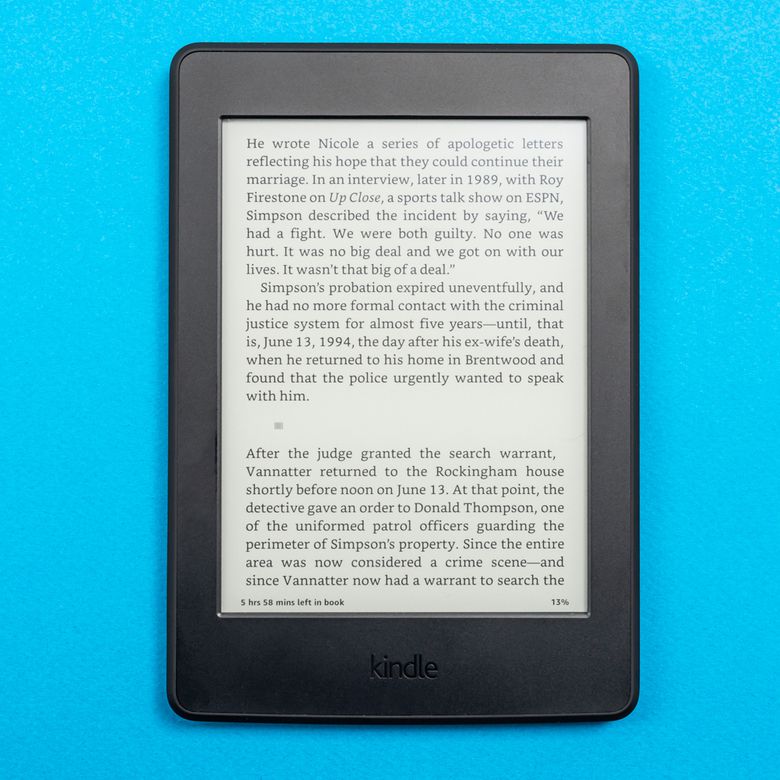 He wrote Nicole a series of apologetic letters
reflecting his hope that they could continue their
marriage. In an interview, later in 1989, with Roy
Firestone on Up Close, a sports talk show on ESPN,
Simpson described the incident by saying, “We
had a fight. We were both guilty. No one was
hurt. It was no big deal and we got on with our
lives. It wasn’t that big of a deal.”
Simpson’s probation expired uneventfully, and
he had no more formal contact with the criminal
justice system for almost five years—until, that
is, June 13, 1994, the day after his ex-wife’s death,
when he returned to his home in Brentwood and
found that the police urgently wanted to speak
with him.
After the judge granted the search warrant,
Vannatter returned to the Rockingham house
shortly before noon on June 13. At that point, the
detective gave an order to Donald Thompson, one
of the uniformed patrol officers guarding the
perimeter of Simpson’s property. Since the entire
area was now considered a crime scene—and
since Vannatter now had a warrant to search the
5 hrs 58 mins left in book 13%
kindle